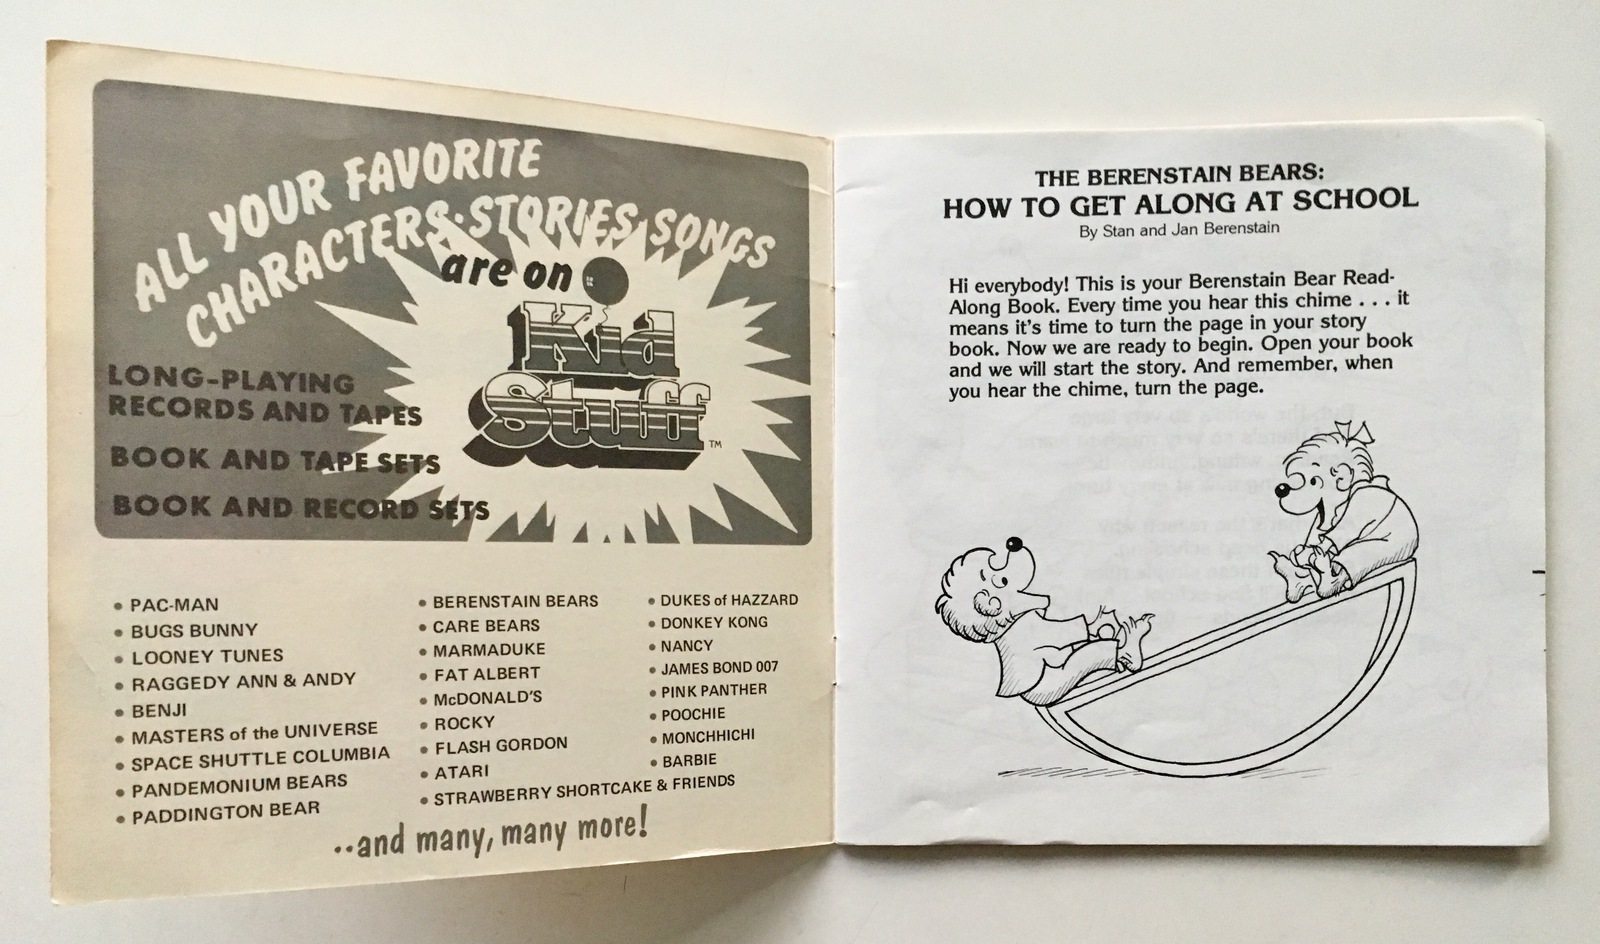 ALL YOUR FAVORITE
CHARACTERS·STORIES·SONGS
are on
Kid
Stuff™
LONG-PLAYING
RECORDS AND TAPES
BOOK AND TAPE SETS
BOOK AND RECORD SETS
• PAC-MAN
• BUGS BUNNY
• LOONEY TUNES
• RAGGEDY ANN & ANDY
• BENJI
• MASTERS of the UNIVERSE
• SPACE SHUTTLE COLUMBIA
• PANDEMONIUM BEARS
• PADDINGTON BEAR
• BERENSTAIN BEARS
• CARE BEARS
• MARMADUKE
• FAT ALBERT
• McDONALD'S
• ROCKY
• FLASH GORDON
• ATARI
• STRAWBERRY SHORTCAKE & FRIENDS
• DUKES of HAZZARD
• DONKEY KONG
• NANCY
• JAMES BOND 007
• PINK PANTHER
• POOCHIE
• MONCHHICHI
• BARBIE
..and many, many more!
THE BERENSTAIN BEARS:
HOW TO GET ALONG AT SCHOOL
By Stan and Jan Berenstain
Hi everybody! This is your Berenstain Bear Read-
Along Book. Every time you hear this chime . . . it
means it's time to turn the page in your story
book. Now we are ready to begin. Open your book
and we will start the story. And remember, when
you hear the chime, turn the page.